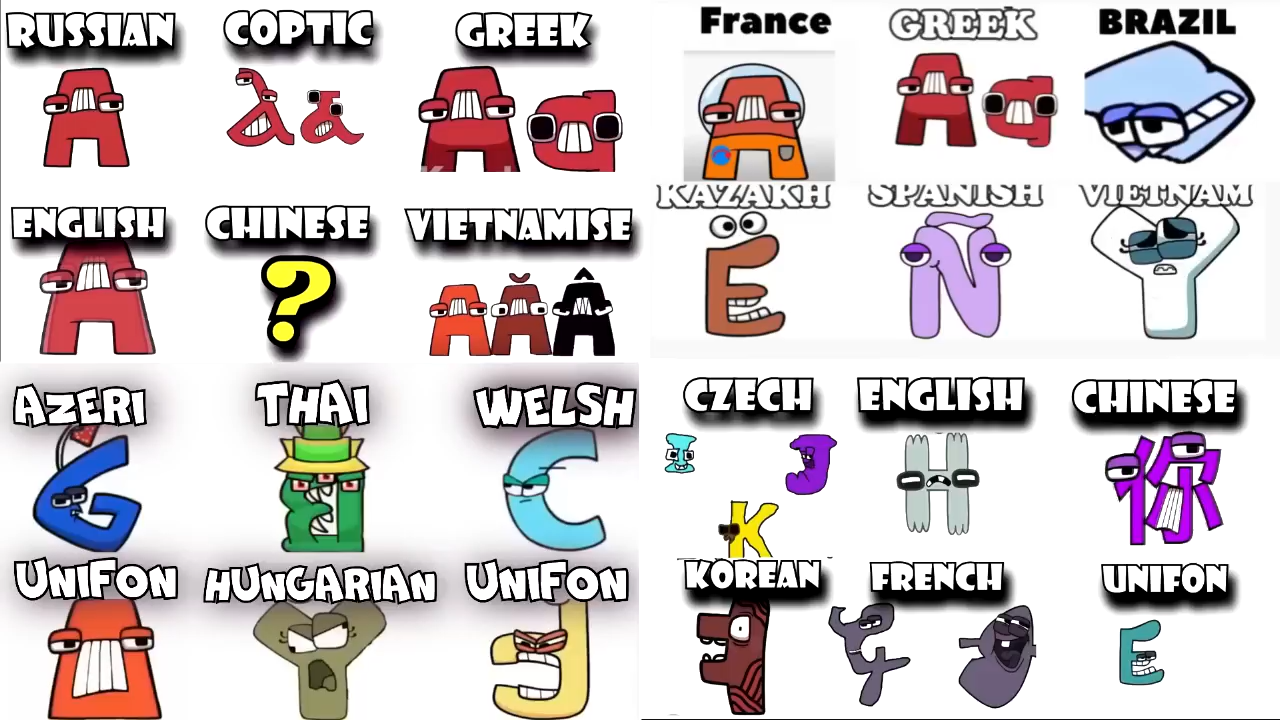 RUSSIAN COPTIC GREEK
A λ a A α
ENGLISH CHINESE VIETNAMISE
A ? A Ă Â
France GREEK BRAZIL
A A α
KAZAKH SPANISH VIETNAM
E Ñ Y
AZERI THAI WELSH
G C
UNIFON HUNGARIAN UNIFON
Y J
CZECH ENGLISH CHINESE
I J H 你
K
KOREAN FRENCH UNIFON
E